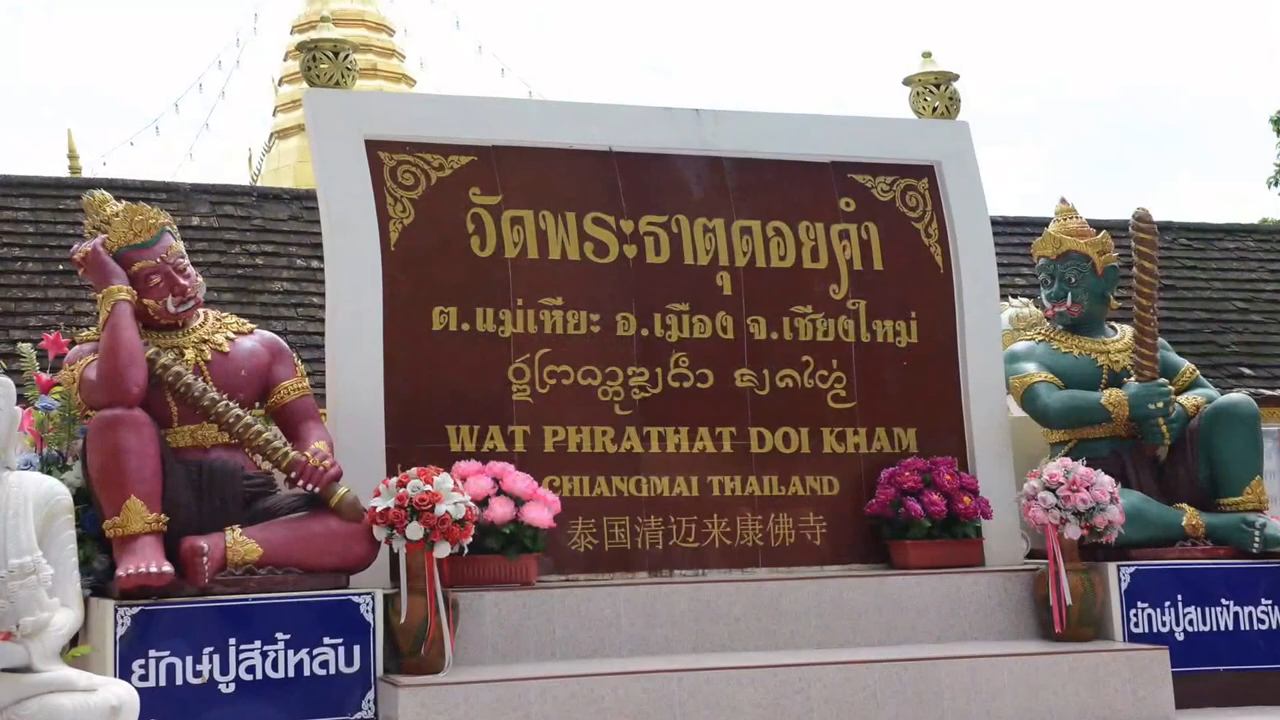 วัดพระธาตุดอยคำ
ต.แม่เหียะ อ.เมือง จ.เชียงใหม่
WAT PHRATHAT DOI KHAM
CHIANGMAI THAILAND
泰国清迈来康佛寺
ยักษ์ปู่สีขี้หลับ
ยักษ์ปู่สมเฝ้าทรัพ